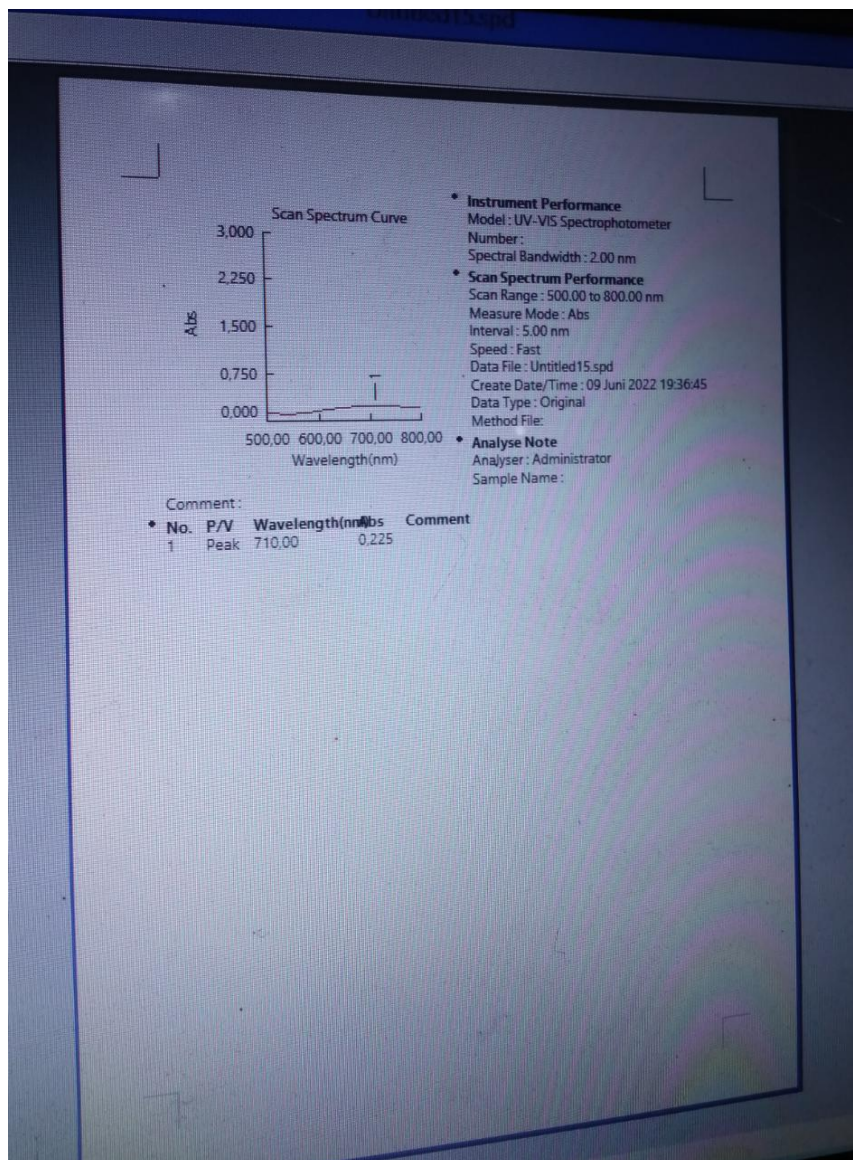 Untitled15.spd
Scan Spectrum Curve
3,000
2,250
1,500
0,750
0,000
Abs
500,00 600,00 700,00 800,00
Wavelength(nm)
• Instrument Performance
Model : UV-VIS Spectrophotometer
Number :
Spectral Bandwidth : 2.00 nm
• Scan Spectrum Performance
Scan Range : 500.00 to 800.00 nm
Measure Mode : Abs
Interval : 5.00 nm
Speed : Fast
Data File : Untitled15.spd
Create Date/Time : 09 Juni 2022 19:36:45
Data Type : Original
Method File:
• Analyse Note
Analyser : Administrator
Sample Name :
Comment :
• No. P/V Wavelength(nm) Abs Comment
1 Peak 710,00 0,225